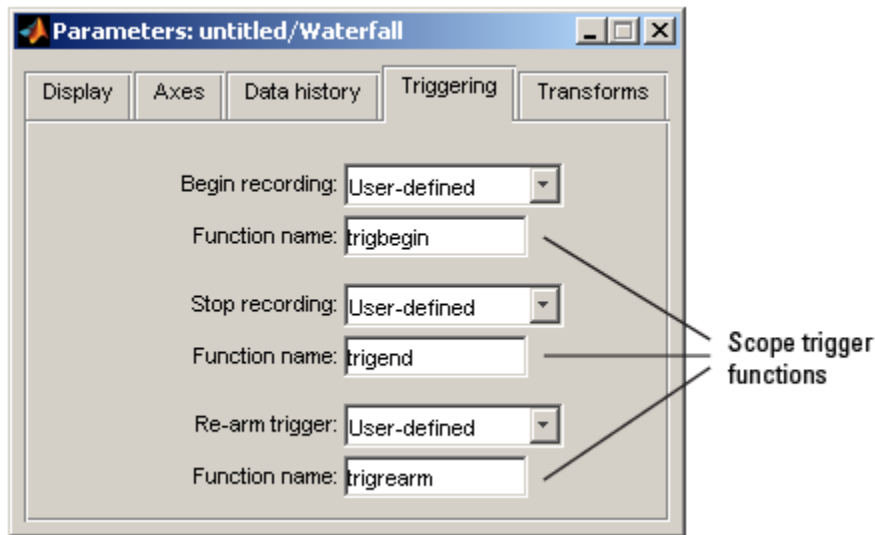 Parameters: untitled/Waterfall
Display Axes Data history Triggering Transforms
Begin recording: User-defined
Function name: trigbegin
Stop recording: User-defined
Function name: trigend
Re-arm trigger: User-defined
Function name: trigrearm
Scope trigger
functions